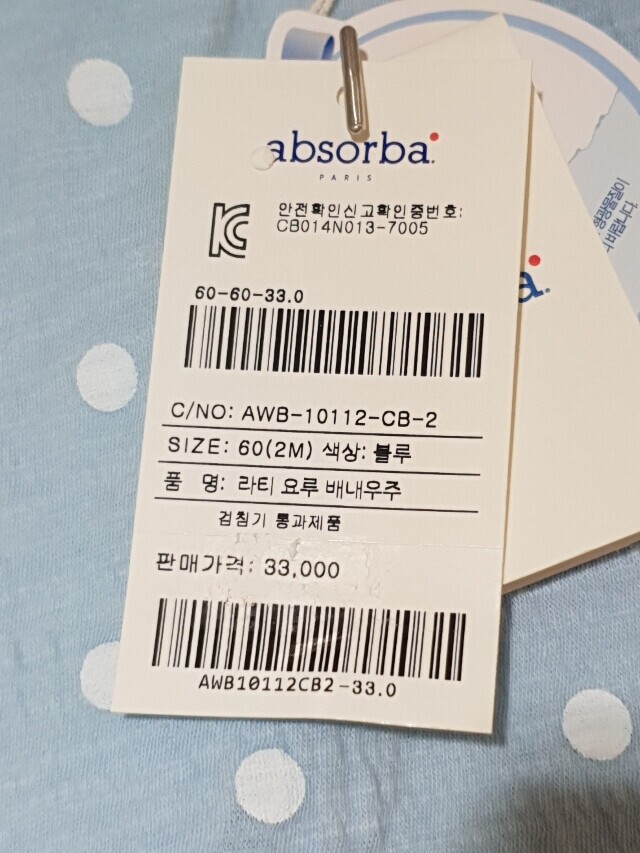 absorba
PARIS
안전확인신고확인증번호:
CB014N013-7005
60-60-33.0
C/NO: AWB-10112-CB-2
SIZE: 60(2M) 색상: 블루
품 명: 라티 요루 배내우주
검침기 통과제품
판매가격: 33,000
AWB10112CB2-33.0
a.